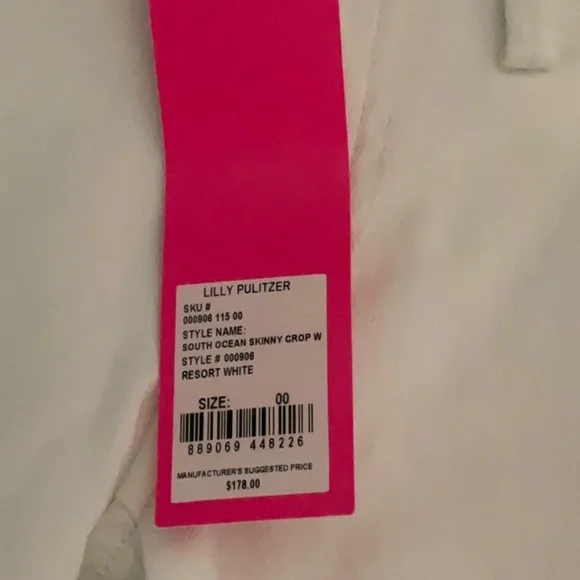 LILLY PULITZER
SKU #
000906 115 00
STYLE NAME:
SOUTH OCEAN SKINNY CROP W
STYLE # 000906
RESORT WHITE
SIZE: 00
889069 448226
MANUFACTURER'S SUGGESTED PRICE
$178.00